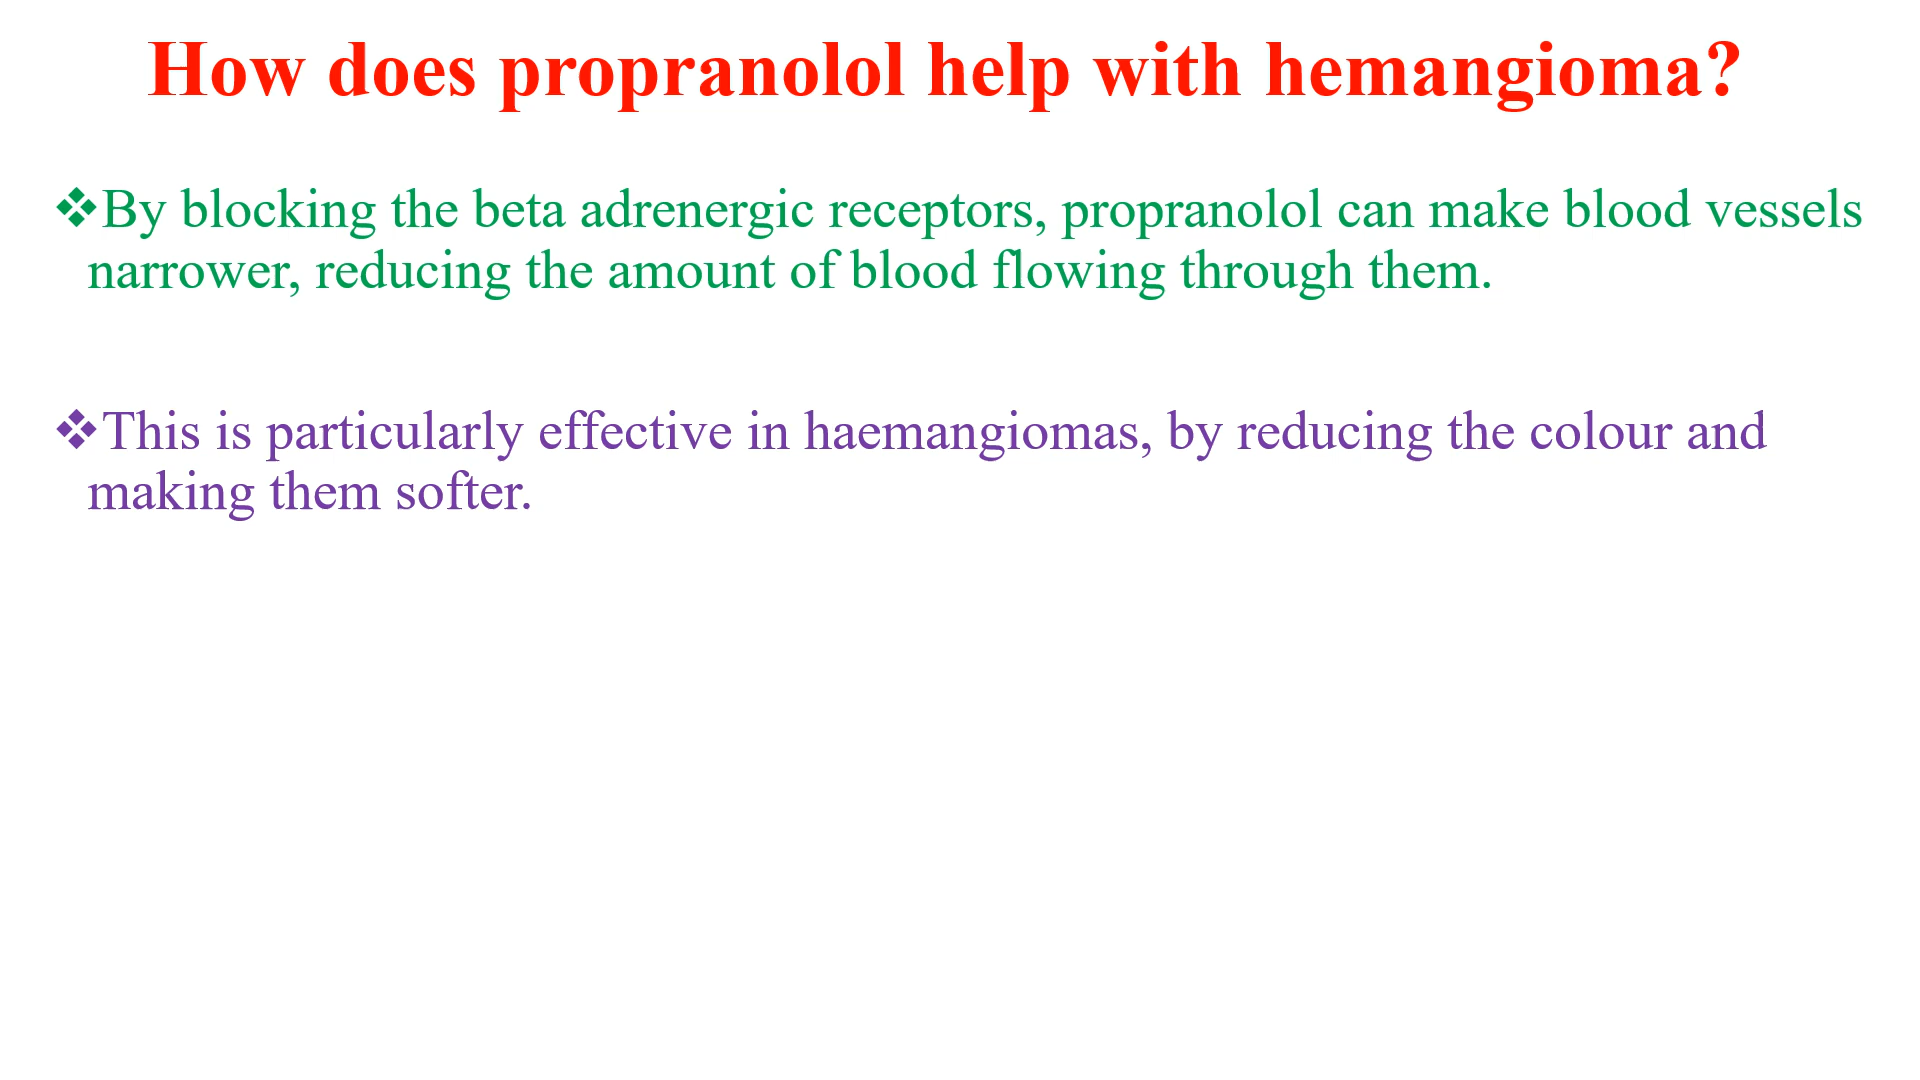 How does propranolol help with hemangioma?
❖By blocking the beta adrenergic receptors, propranolol can make blood vessels
narrower, reducing the amount of blood flowing through them.
❖This is particularly effective in haemangiomas, by reducing the colour and
making them softer.